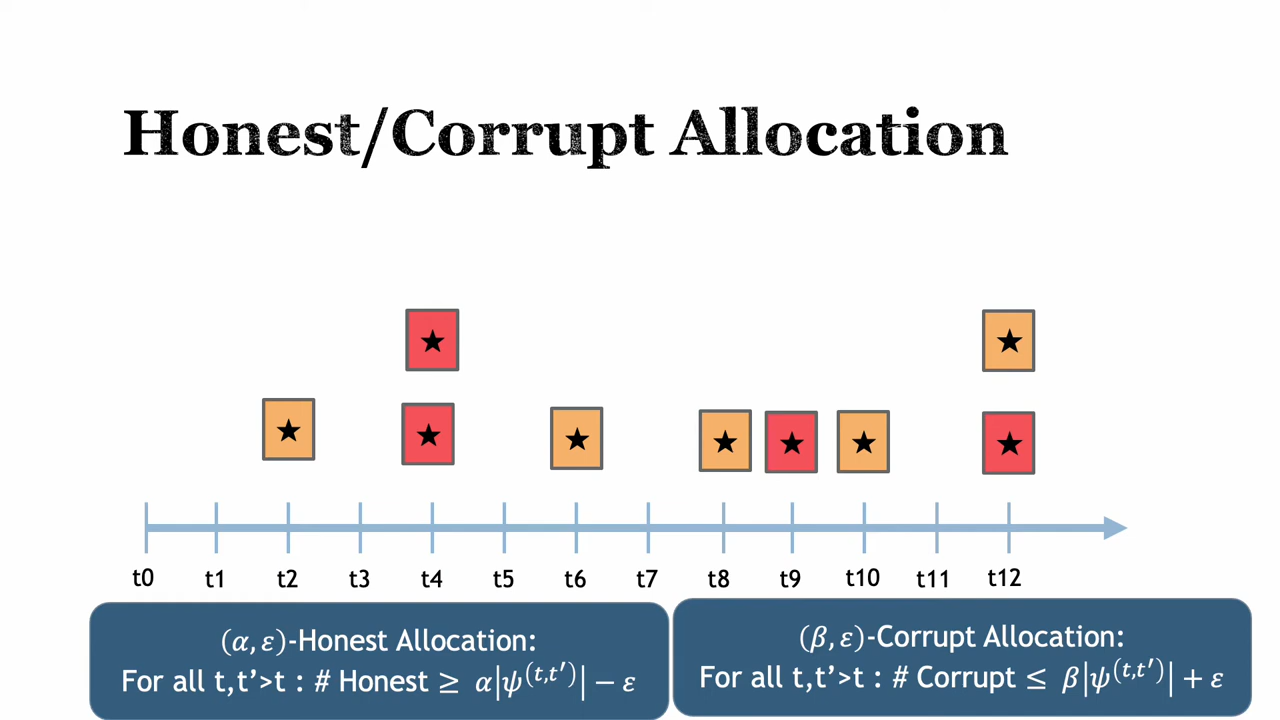 Honest/Corrupt Allocation
t0 t1 t2 t3 t4 t5 t6 t7 t8 t9 t10 t11 t12
(α, ε)-Honest Allocation:
For all t,t’>t : # Honest ≥ α|ψ^(t,t′)| − ε
(β, ε)-Corrupt Allocation:
For all t,t’>t : # Corrupt ≤ β|ψ^(t,t′)| + ε